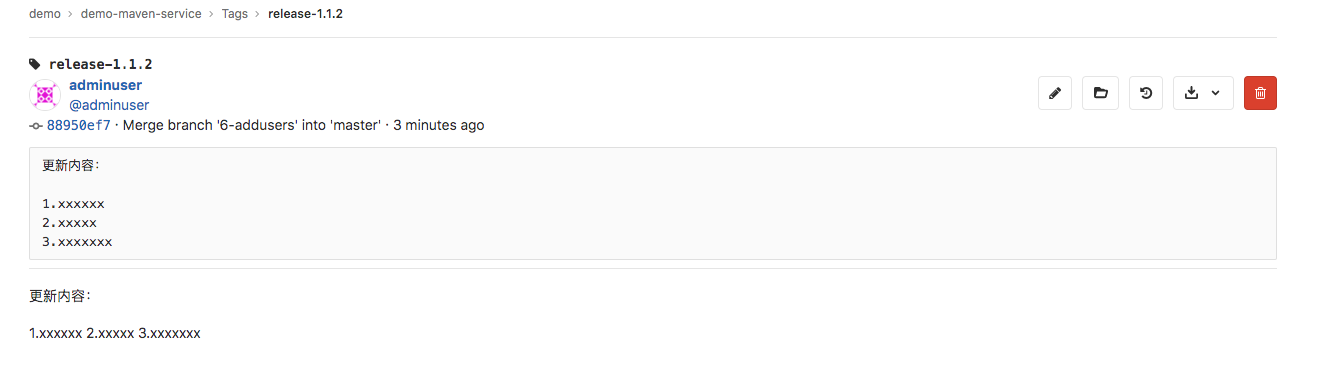 demo › demo-maven-service › Tags › release-1.1.2
release-1.1.2
adminuser
@adminuser
88950ef7 · Merge branch '6-addusers' into 'master' · 3 minutes ago
更新内容：
1.xxxxxx
2.xxxxx
3.xxxxxxx
更新内容：
1.xxxxxx 2.xxxxx 3.xxxxxxx